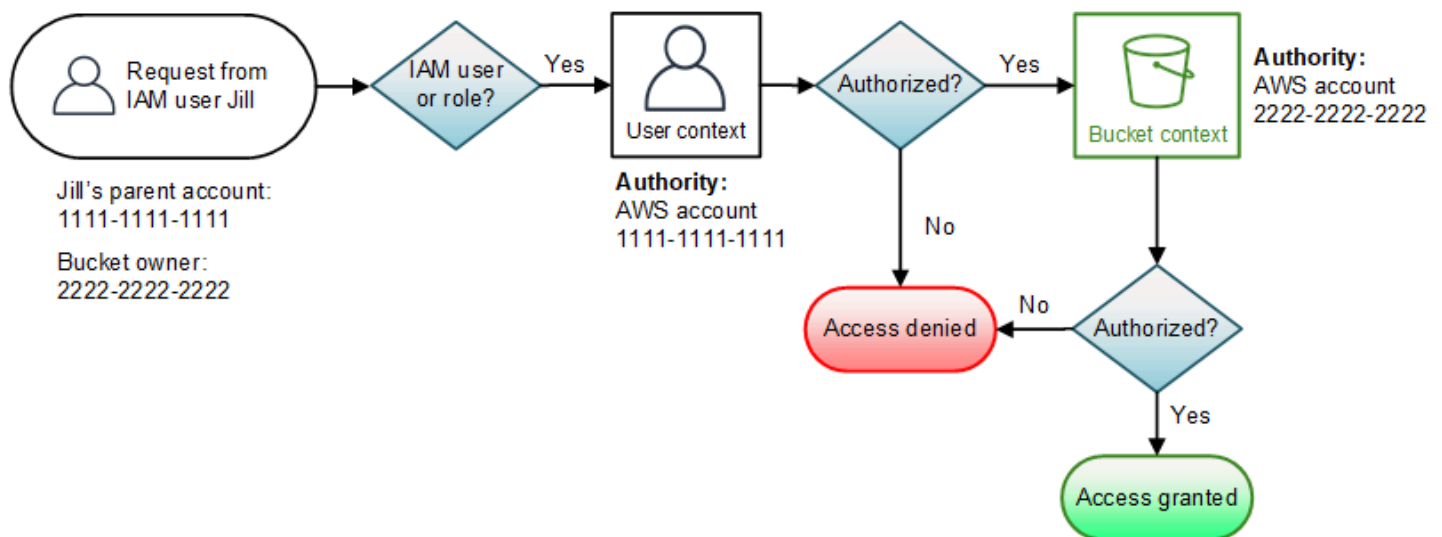 Request from
IAM user Jill
Jill's parent account:
1111-1111-1111
Bucket owner:
2222-2222-2222
IAM user
or role?
Yes
User context
Authority:
AWS account
1111-1111-1111
Authorized?
Yes
No
Bucket context
Authority:
AWS account
2222-2222-2222
Authorized?
No
Access denied
Yes
Access granted